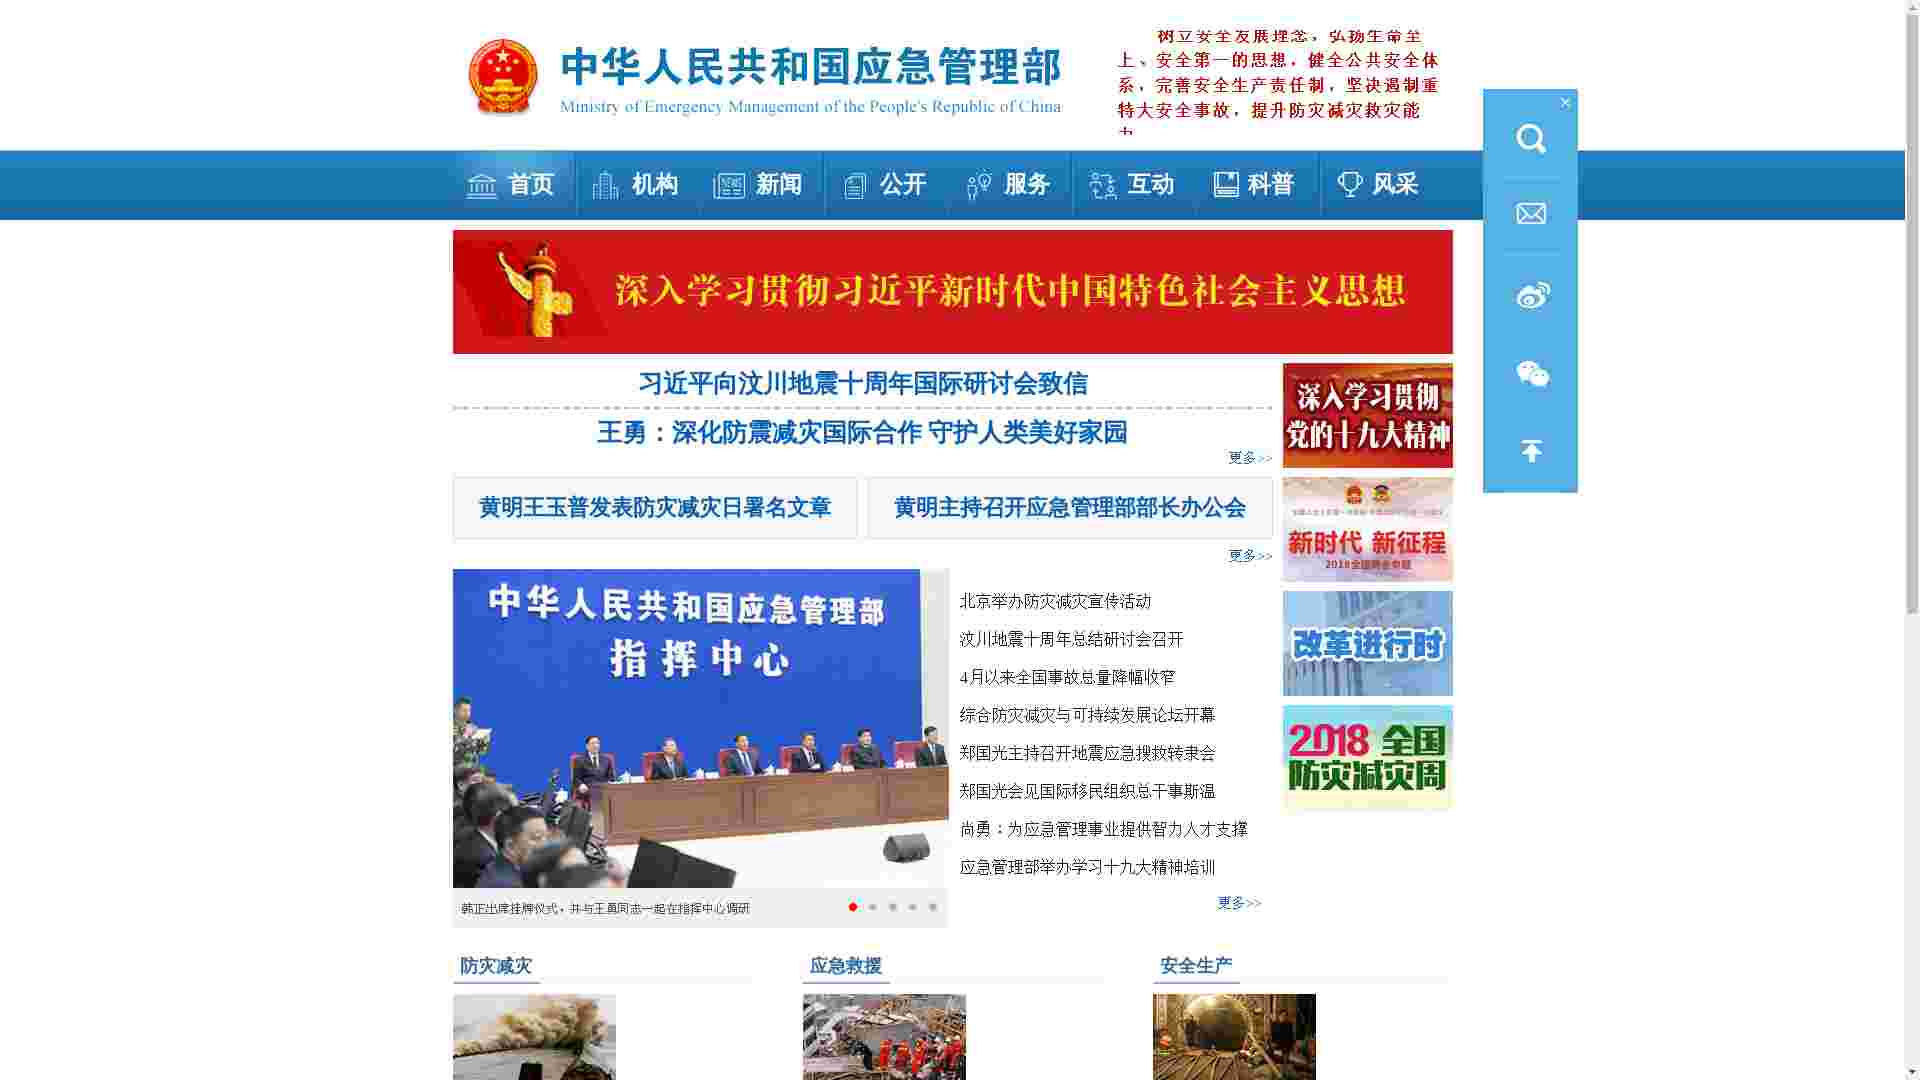 中华人民共和国应急管理部
Ministry of Emergency Management of the People's Republic of China
树立安全发展理念，弘扬生命至
上、安全第一的思想，健全公共安全体
系，完善安全生产责任制，坚决遏制重
特大安全事故，提升防灾减灾救灾能
首页
机构
NEWS
新闻
公开
服务
互动
科普
风采
深入学习贯彻习近平新时代中国特色社会主义思想
习近平向汶川地震十周年国际研讨会致信
王勇：深化防震减灾国际合作 守护人类美好家园
更多>>
黄明王玉普发表防灾减灾日署名文章
黄明主持召开应急管理部部长办公会
更多>>
深入学习贯彻
党的十九大精神
新时代 新征程
2018全国两会专题
改革进行时
2018 全国
防灾减灾周
中华人民共和国应急管理部
指挥中心
韩正出席挂牌仪式，并与王勇同志一起在指挥中心调研
北京举办防灾减灾宣传活动
汶川地震十周年总结研讨会召开
4月以来全国事故总量降幅收窄
综合防灾减灾与可持续发展论坛开幕
郑国光主持召开地震应急搜救转隶会
郑国光会见国际移民组织总干事斯温
尚勇：为应急管理事业提供智力人才支撑
应急管理部举办学习十九大精神培训
更多>>
防灾减灾
应急救援
安全生产